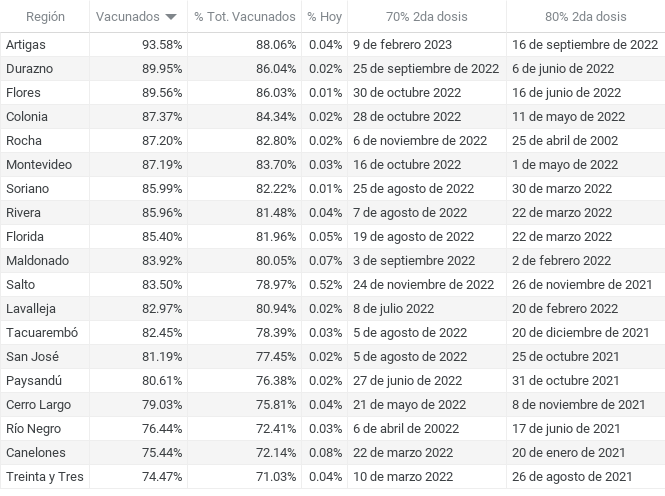 Región Vacunados % Tot. Vacunados % Hoy 70% 2da dosis 80% 2da dosis
Artigas 93.58% 88.06% 0.04% 9 de febrero 2023 16 de septiembre de 2022
Durazno 89.95% 86.04% 0.02% 25 de septiembre de 2022 6 de junio de 2022
Flores 89.56% 86.03% 0.01% 30 de octubre 2022 16 de junio de 2022
Colonia 87.37% 84.34% 0.02% 28 de octubre 2022 11 de mayo de 2022
Rocha 87.20% 82.80% 0.02% 6 de noviembre de 2022 25 de abril de 2002
Montevideo 87.19% 83.70% 0.03% 16 de octubre 2022 1 de mayo de 2022
Soriano 85.99% 82.22% 0.01% 25 de agosto de 2022 30 de marzo 2022
Rivera 85.96% 81.48% 0.04% 7 de agosto de 2022 22 de marzo 2022
Florida 85.40% 81.96% 0.05% 19 de agosto de 2022 22 de marzo 2022
Maldonado 83.92% 80.05% 0.07% 3 de septiembre 2022 2 de febrero 2022
Salto 83.50% 78.97% 0.52% 24 de noviembre de 2022 26 de noviembre de 2021
Lavalleja 82.97% 80.94% 0.02% 8 de julio 2022 20 de febrero 2022
Tacuarembó 82.45% 78.39% 0.03% 5 de agosto de 2022 20 de diciembre de 2021
San José 81.19% 77.45% 0.02% 5 de agosto de 2022 25 de octubre 2021
Paysandú 80.61% 76.38% 0.02% 27 de junio de 2022 31 de octubre 2021
Cerro Largo 79.03% 75.81% 0.04% 21 de mayo de 2022 8 de noviembre de 2021
Río Negro 76.44% 72.41% 0.03% 6 de abril de 20022 17 de junio de 2021
Canelones 75.44% 72.14% 0.08% 22 de marzo 2022 20 de enero de 2021
Treinta y Tres 74.47% 71.03% 0.04% 10 de marzo 2022 26 de agosto de 2021